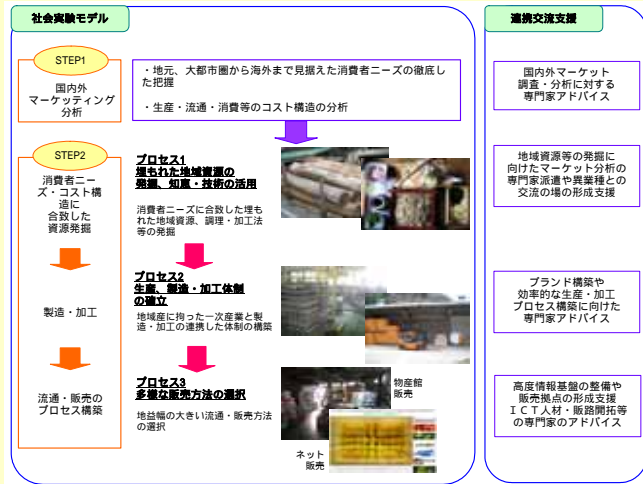 社会実験モデル
連携交流支援
STEP1
国内外
マーケッティング
分析
・地元、大都市圏から海外まで見据えた消費者ニーズの徹底し
た把握
・生産・流通・消費等のコスト構造の分析
国内外マーケット
調査・分析に対する
専門家アドバイス
STEP2
消費者ニー
ズ・コスト構
造に
合致した
資源発掘
プロセス1
埋もれた地域資源の
発掘、知恵・技術の活用
消費者ニーズに合致した埋も
れた地域資源、調理・加工法
等の発掘
地域資源等の発掘に
向けたマーケット分析の
専門家派遣や異業種との
交流の場の形成支援
製造・加工
プロセス2
生産、製造・加工体制
の確立
地域産に拘った一次産業と製
造・加工の連携した体制の構築
ブランド構築や
効率的な生産・加工
プロセス構築に向けた
専門家アドバイス
流通・販売の
プロセス構築
プロセス3
多様な販売方法の選択
地益幅の大きい流通・販売方法
の選択
物産館
販売
ネット
販売
高度情報基盤の整備や
販売拠点の形成支援
ＩＣＴ人材・販路開拓等
の専門家のアドバイス